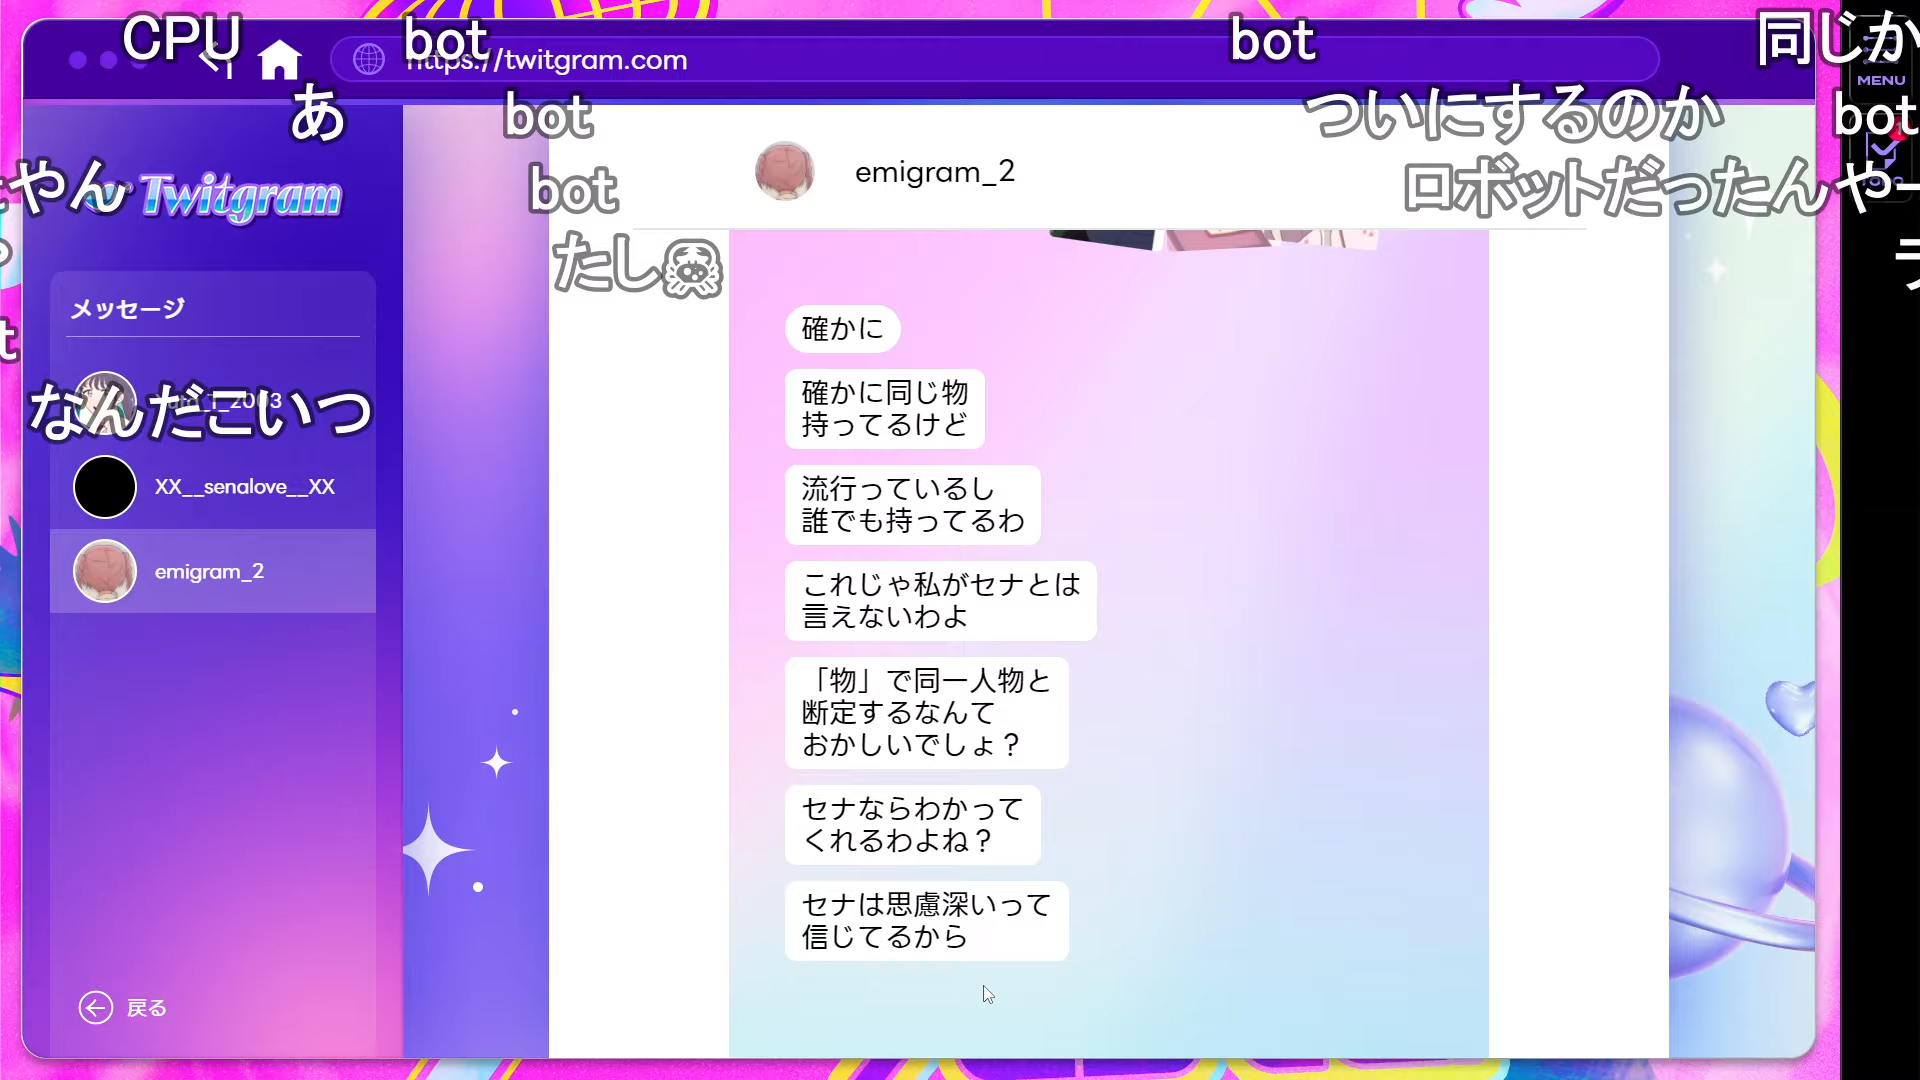 CPU
bot
bot
同じか
https://twitgram.com
MENU
あ
bot
ついにするのか
bot
やん
Twitgram
bot
emigram_2
ロボットだったんやー
たし🦀
メッセージ
なんだこいつ
XX__senalove__XX
emigram_2
戻る
確かに
確かに同じ物
持ってるけど
流行っているし
誰でも持ってるわ
これじゃ私がセナとは
言えないわよ
「物」で同一人物と
断定するなんて
おかしいでしょ？
セナならわかって
くれるわよね？
セナは思慮深いって
信じてるから